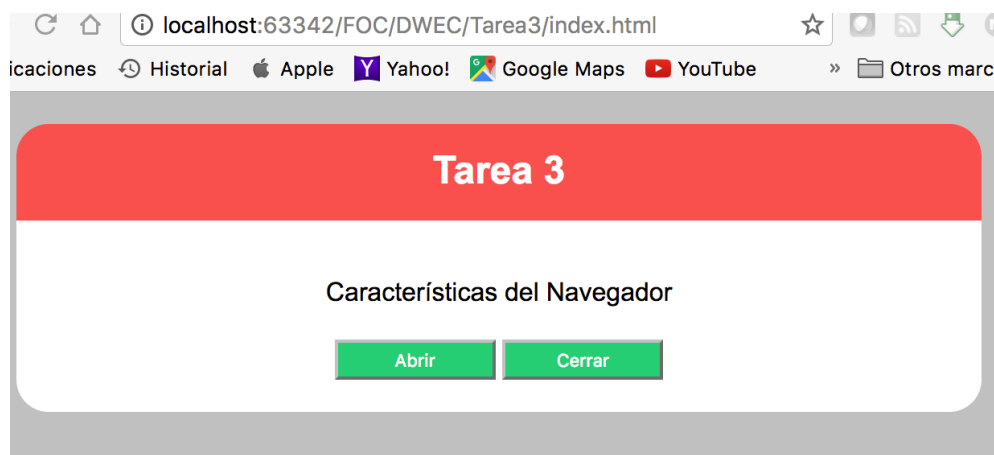 localhost:63342/FOC/DWEC/Tarea3/index.html
icaciones Historial Apple Yahoo! Google Maps YouTube » Otros marc
Tarea 3
Características del Navegador
Abrir Cerrar